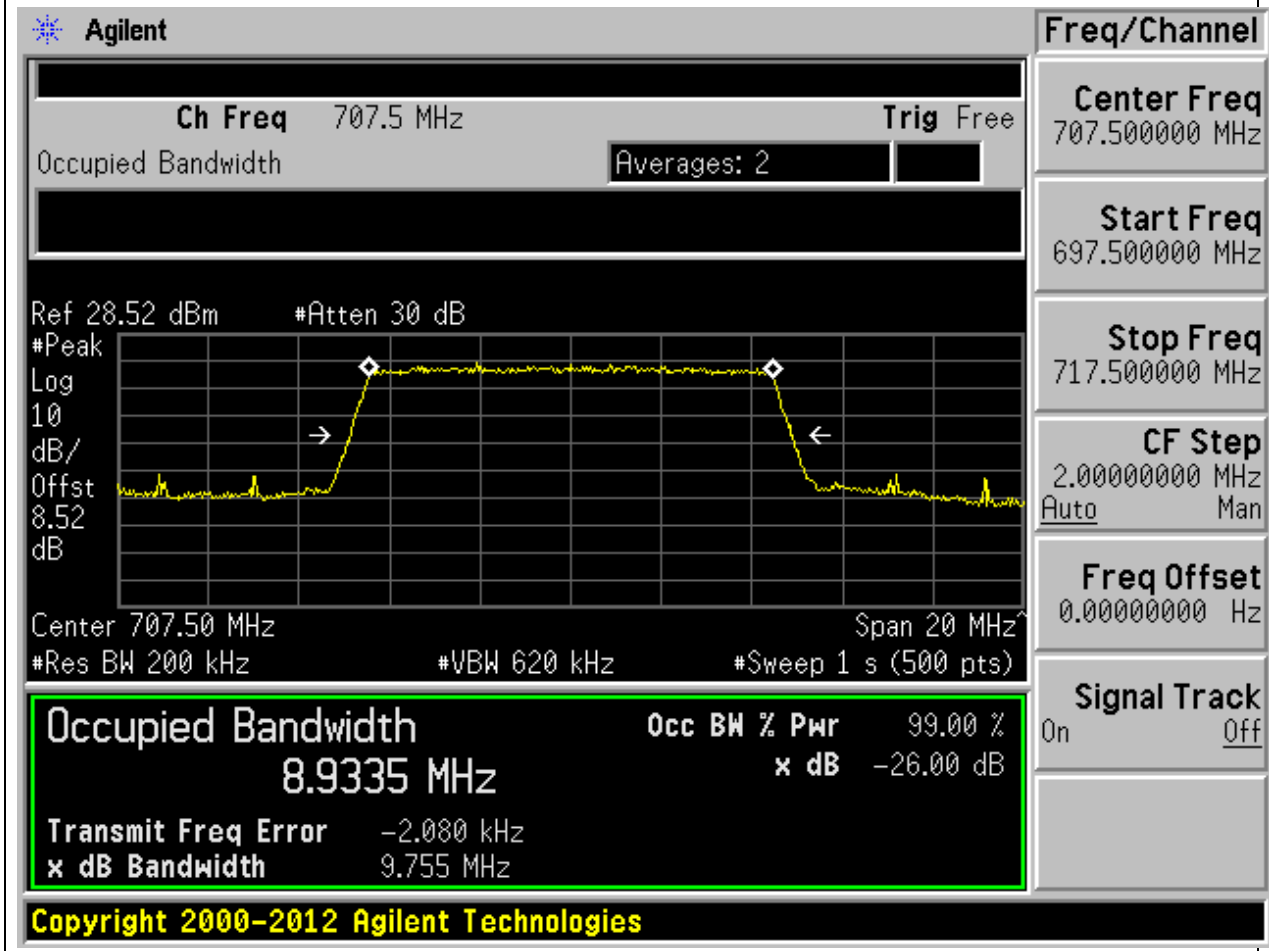 Agilent
Freq/Channel
Ch Freq 707.5 MHz Trig Free
Occupied Bandwidth Averages: 2
Ref 28.52 dBm #Atten 30 dB
#Peak
Log
10
dB/
Offst
8.52
dB
Center 707.50 MHz Span 20 MHz^
#Res BW 200 kHz #VBW 620 kHz #Sweep 1 s (500 pts)
Occupied Bandwidth
8.9335 MHz
Occ BW % Pwr 99.00 %
x dB -26.00 dB
Transmit Freq Error -2.080 kHz
x dB Bandwidth 9.755 MHz
Center Freq
707.500000 MHz
Start Freq
697.500000 MHz
Stop Freq
717.500000 MHz
CF Step
2.00000000 MHz
Auto Man
Freq Offset
0.00000000 Hz
Signal Track
On Off
Copyright 2000-2012 Agilent Technologies